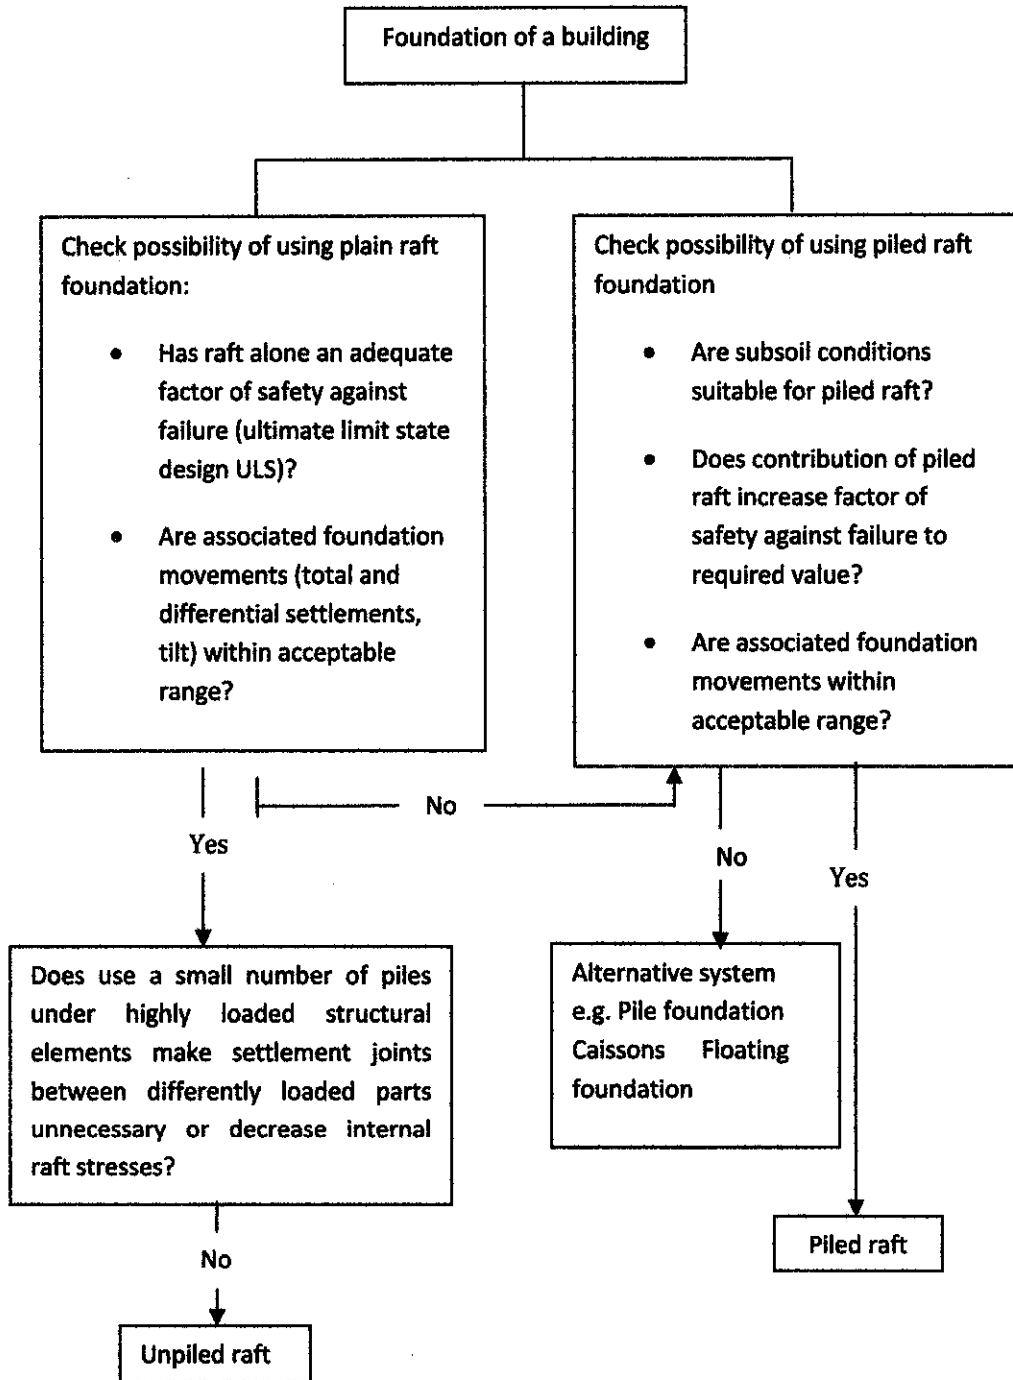 Foundation of a building
Check possibility of using plain raft
foundation:
• Has raft alone an adequate
factor of safety against
failure (ultimate limit state
design ULS)?
• Are associated foundation
movements (total and
differential settlements,
tilt) within acceptable
range?
Check possibility of using piled raft
foundation
• Are subsoil conditions
suitable for piled raft?
• Does contribution of piled
raft increase factor of
safety against failure to
required value?
• Are associated foundation
movements within
acceptable range?
No
Yes
No
Yes
Does use a small number of piles
under highly loaded structural
elements make settlement joints
between differently loaded parts
unnecessary or decrease internal
raft stresses?
Alternative system
e.g. Pile foundation
Caissons Floating
foundation
Piled raft
No
Unpiled raft